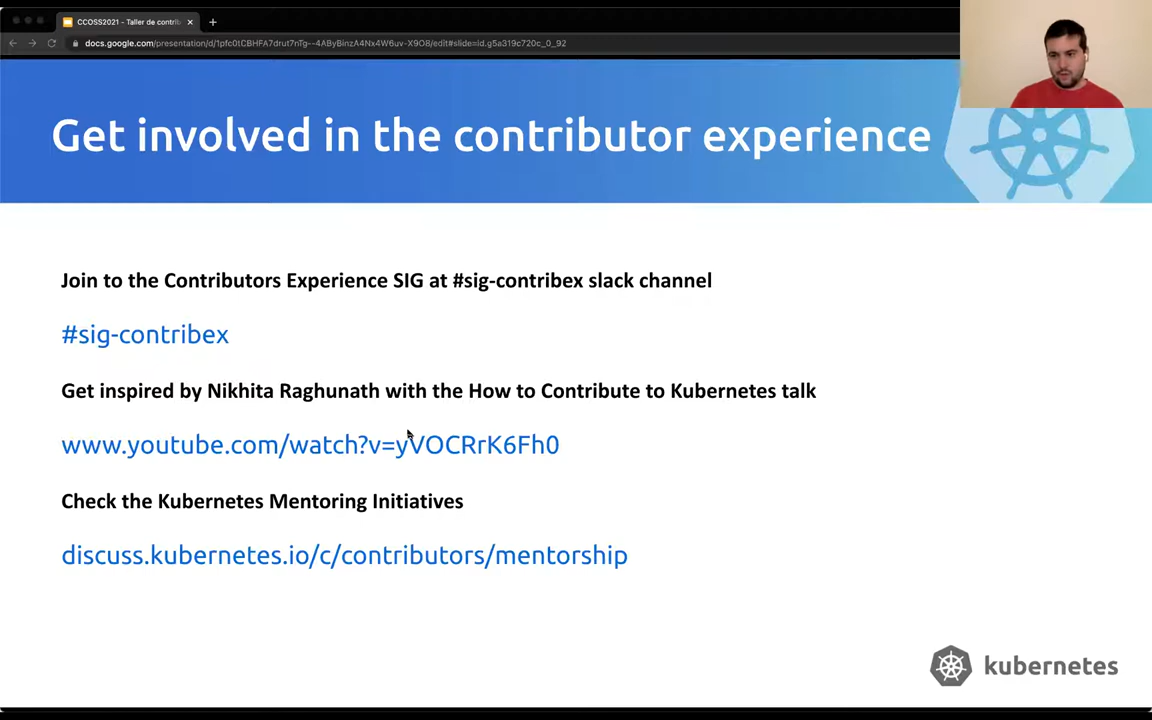 CCOSS2021 - Taller de contrib
docs.google.com/presentation/d/1pfc0tCBHFA7drut7nTg--4AByBinzA4Nx4W6uv-X9O8/edit#slide=id.g5a319c720c_0_92
Get involved in the contributor experience
Join to the Contributors Experience SIG at #sig-contribex slack channel
#sig-contribex
Get inspired by Nikhita Raghunath with the How to Contribute to Kubernetes talk
www.youtube.com/watch?v=yVOCRrK6Fh0
Check the Kubernetes Mentoring Initiatives
discuss.kubernetes.io/c/contributors/mentorship
kubernetes